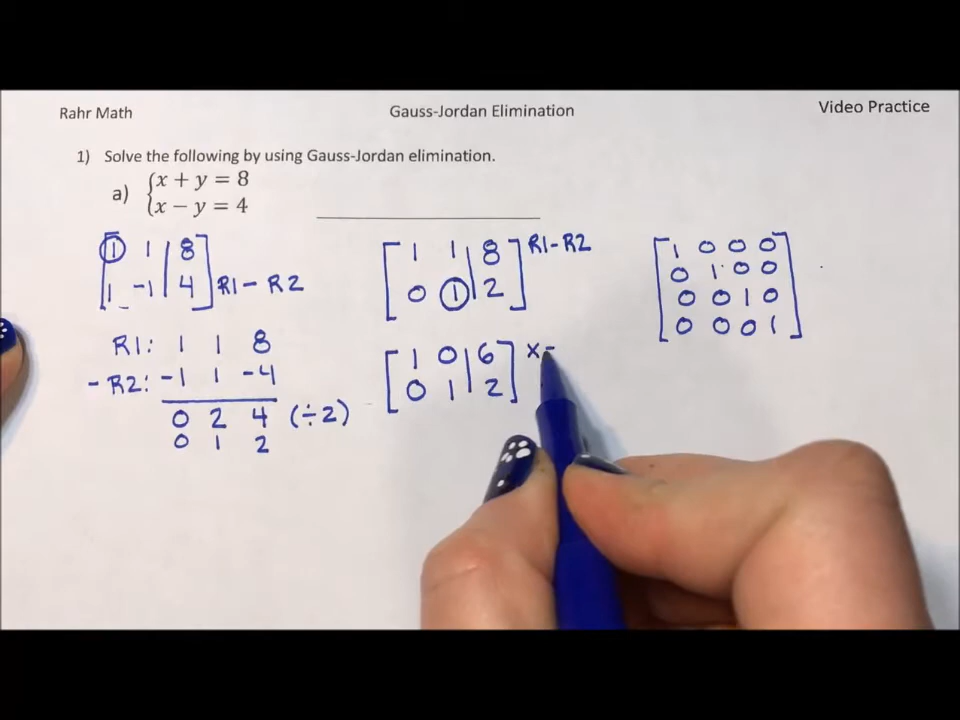 Rahr Math Gauss-Jordan Elimination Video Practice
1) Solve the following by using Gauss-Jordan elimination.
a) { x + y = 8
x − y = 4
[ 1 1 | 8 ]
[ 1 -1 | 4 ] R1 - R2
R1: 1 1 8
- R2: -1 1 -4
0 2 4 (÷2)
0 1 2
[ 1 1 | 8 ] R1-R2
[ 0 1 | 2 ]
[ 1 0 | 6 ] x=
[ 0 1 | 2 ]
[ 1 0 0 0 ]
[ 0 1 0 0 ]
[ 0 0 1 0 ]
[ 0 0 0 1 ]